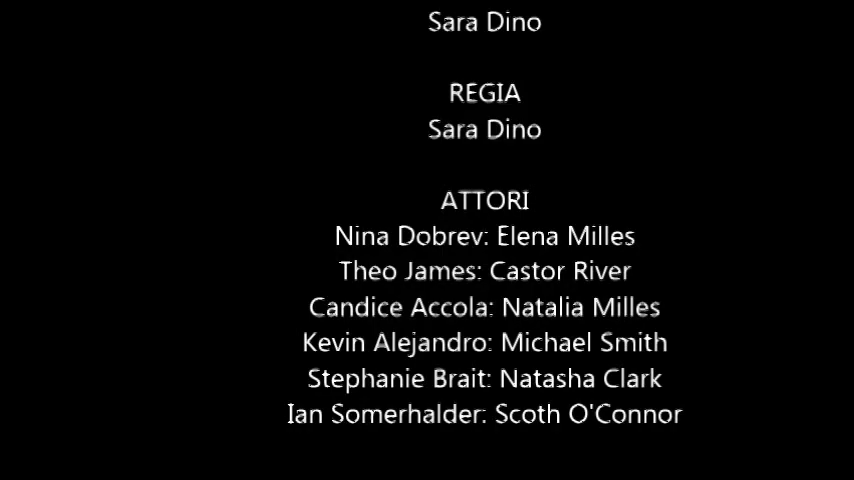 Sara Dino
REGIA
Sara Dino
ATTORI
Nina Dobrev: Elena Milles
Theo James: Castor River
Candice Accola: Natalia Milles
Kevin Alejandro: Michael Smith
Stephanie Brait: Natasha Clark
Ian Somerhalder: Scoth O'Connor